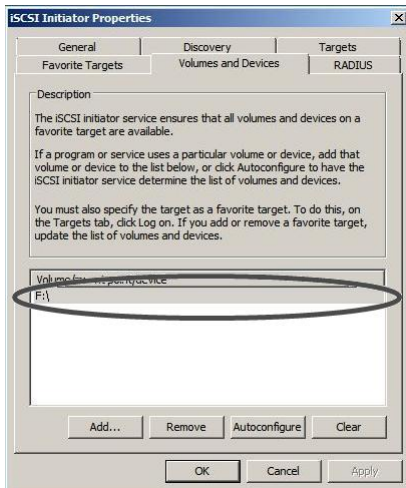 iSCSI Initiator Properties
General Discovery Targets
Favorite Targets Volumes and Devices RADIUS
Description
The iSCSI initiator service ensures that all volumes and devices on a
favorite target are available.
If a program or service uses a particular volume or device, add that
volume or device to the list below, or click Autoconfigure to have the
iSCSI initiator service determine the list of volumes and devices.
You must also specify the target as a favorite target. To do this, on
the Targets tab, click Log on. If you add or remove a favorite target,
update the list of volumes and devices.
F:\
Add... Remove Autoconfigure Clear
OK Cancel Apply